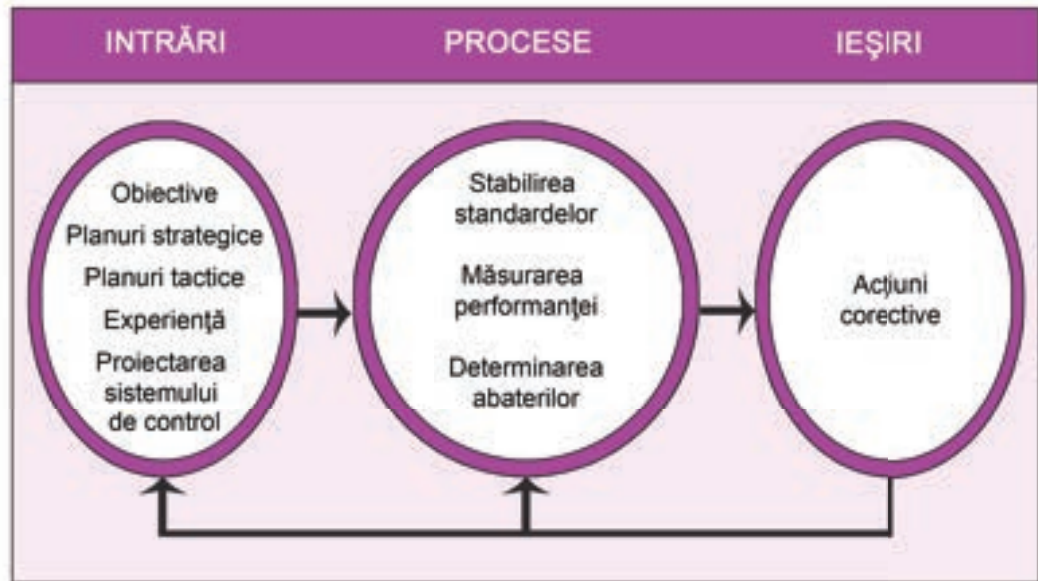 INTRĂRI
PROCESE
IEŞIRI
Obiective
Planuri strategice
Planuri tactice
Experienţă
Proiectarea
sistemului
de control
Stabilirea
standardelor
Măsurarea
performanţei
Determinarea
abaterilor
Acţiuni
corective